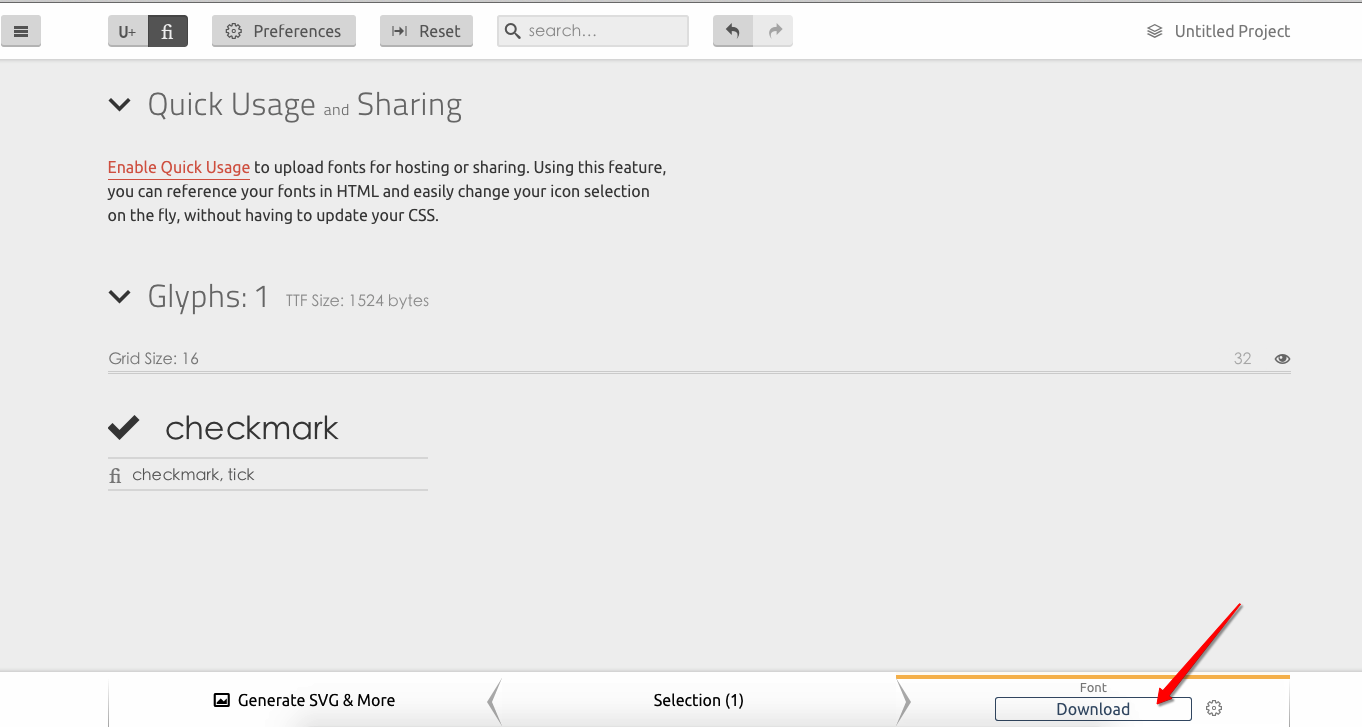 U+ fi Preferences Reset search... Untitled Project
Quick Usage and Sharing
Enable Quick Usage to upload fonts for hosting or sharing. Using this feature,
you can reference your fonts in HTML and easily change your icon selection
on the fly, without having to update your CSS.
Glyphs: 1 TTF Size: 1524 bytes
Grid Size: 16 32
checkmark
fi checkmark, tick
Generate SVG & More Selection (1) Font
Download